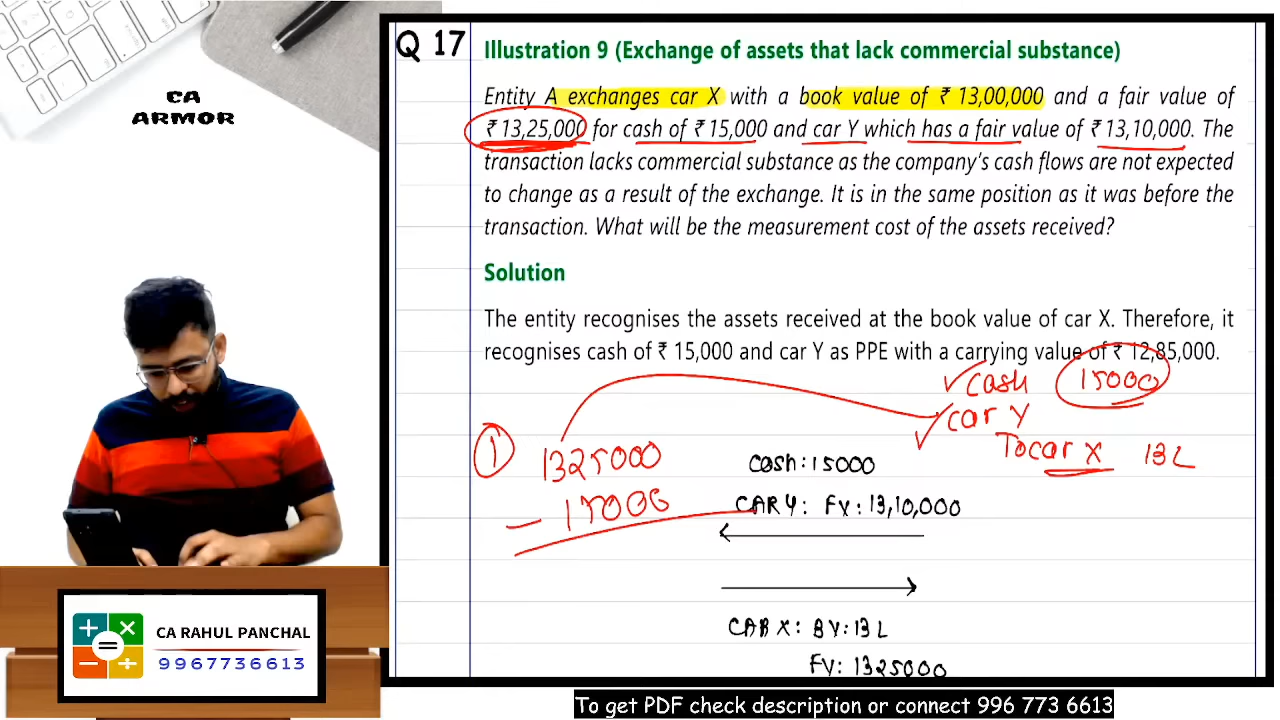 CA
ARMOR
Q 17
Illustration 9 (Exchange of assets that lack commercial substance)
Entity A exchanges car X with a book value of ₹ 13,00,000 and a fair value of
₹ 13,25,000 for cash of ₹ 15,000 and car Y which has a fair value of ₹ 13,10,000. The
transaction lacks commercial substance as the company's cash flows are not expected
to change as a result of the exchange. It is in the same position as it was before the
transaction. What will be the measurement cost of the assets received?
Solution
The entity recognises the assets received at the book value of car X. Therefore, it
recognises cash of ₹ 15,000 and car Y as PPE with a carrying value of ₹ 12,85,000.
cash 15000
car Y
To car X 13L
1
1325000
- 15000
Cash: 15000
CAR Y: FV: 13,10,000
CAR X: BV: 13 L
FV: 1325000
CA RAHUL PANCHAL
9967736613
To get PDF check description or connect 996 773 6613